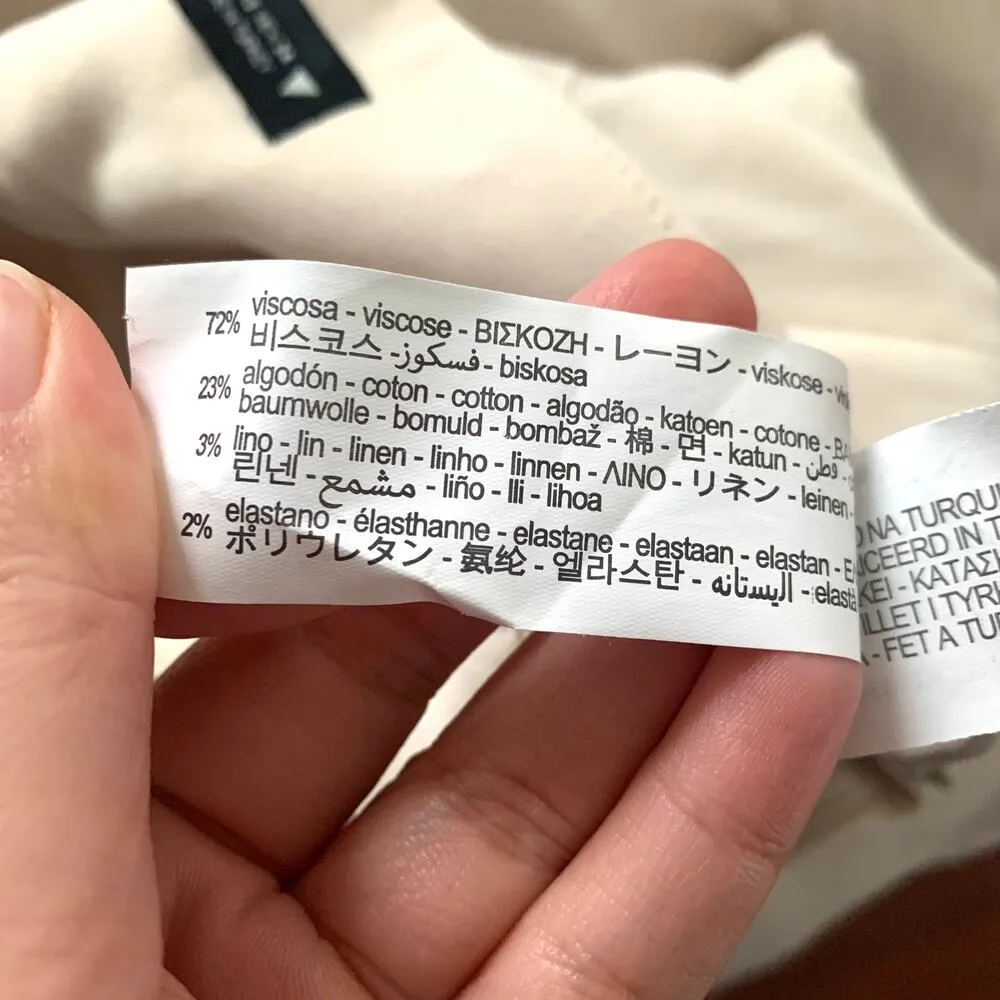 72% viscosa - viscose - ΒΙΣΚΟΖΗ - レーヨン - viskose -
비스코스 - فسكوز - biskosa
23% algodón - coton - cotton - algodão - katoen - cotone -
baumwolle - bomuld - bombaž - 棉 - 면 - katun - قطن -
3% lino - lin - linen - linho - linnen - ΛΙΝΟ - リネン - leinen -
린넨 - مشمع - liño - lli - lihoa
2% elastano - élasthanne - elastane - elastaan - elastan -
ポリウレタン - 氨纶 - 엘라스탄 - اليستانه -
NA TURQUI
IN T
ΚΕΙ - ΚΑΤΑΣ
ILLET I TYR
- FET A TU